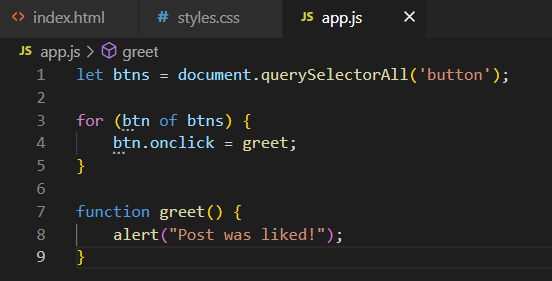 index.html # styles.css JS app.js
JS app.js > greet
1 let btns = document.querySelectorAll('button');
2
3 for (btn of btns) {
4     btn.onclick = greet;
5 }
6
7 function greet() {
8     alert("Post was liked!");
9 }